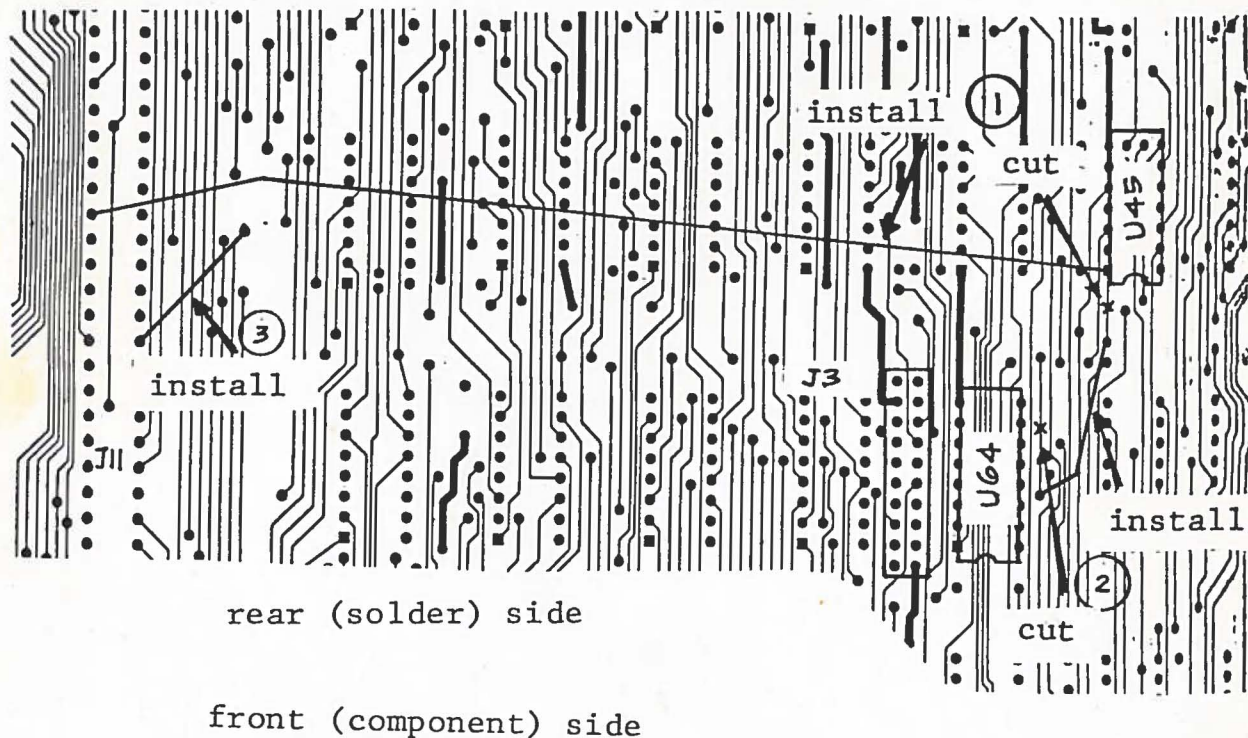 install
1
cut
U45
3
install
J3
J11
U64
install
2
cut
rear (solder) side
front (component) side